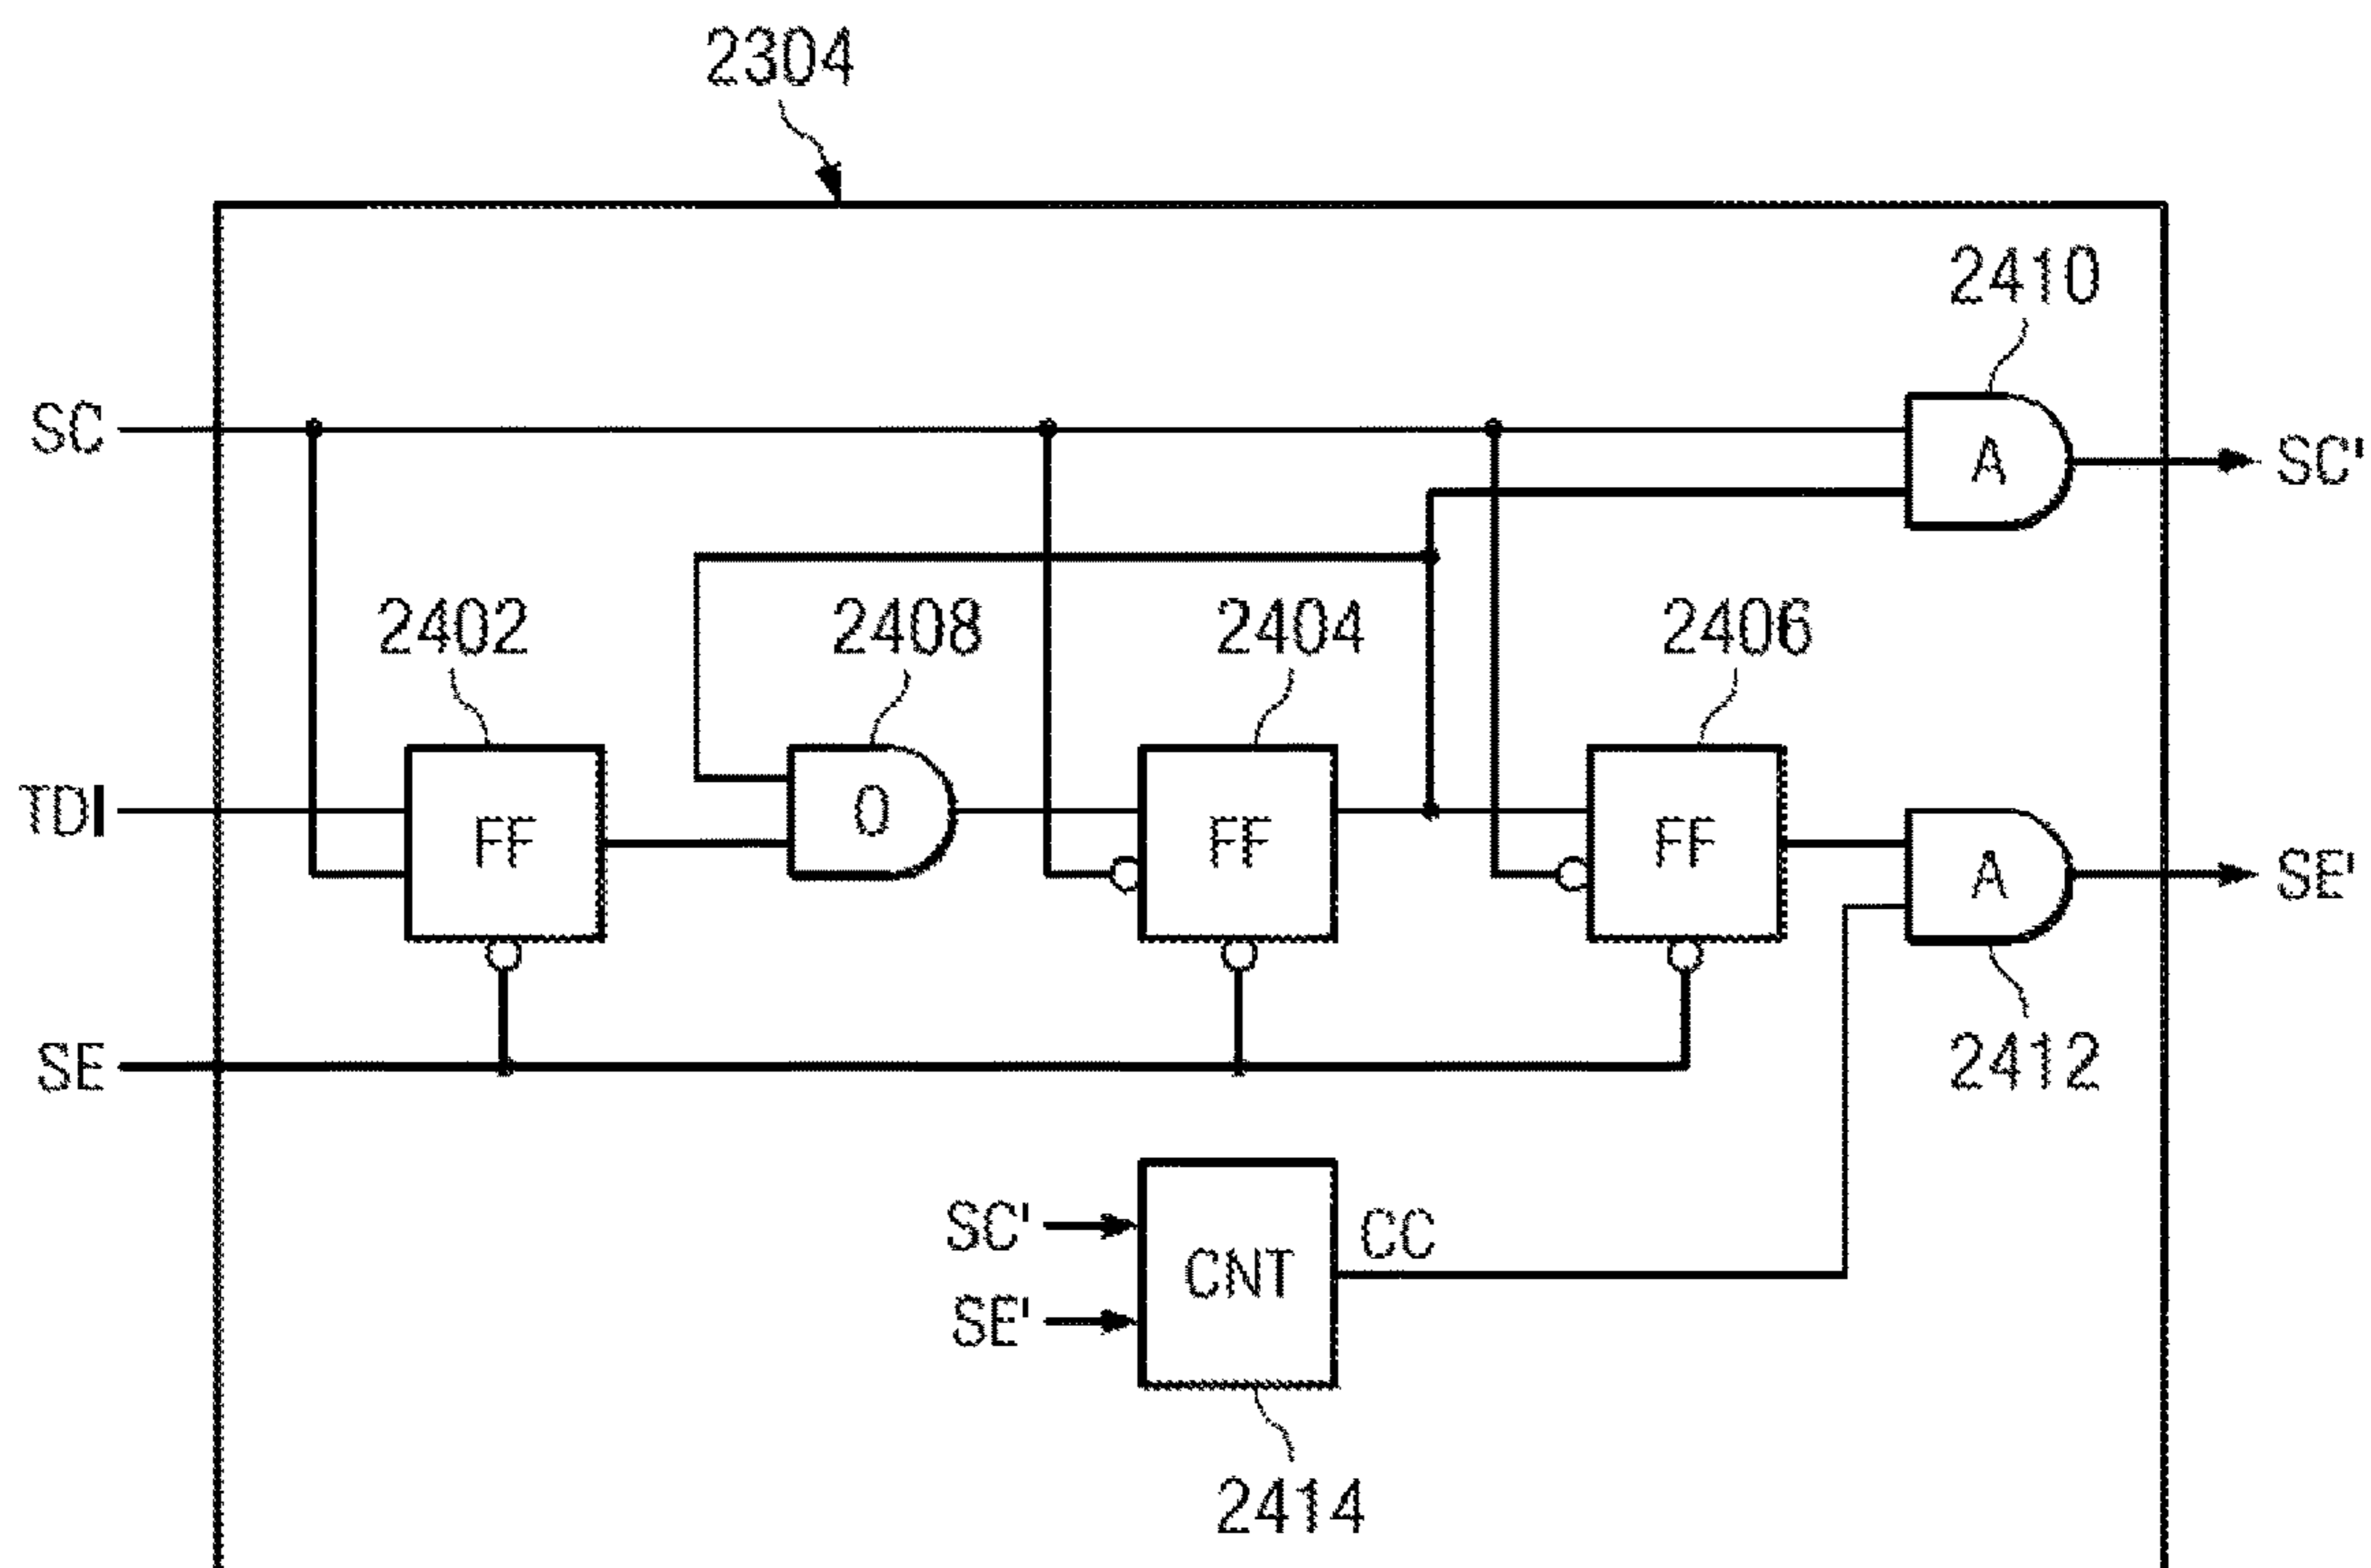 2304
2410
SC
SC'
2402
2408
2404
2406
A
TDI
FF
O
FF
FF
A
SE'
SE
2412
SC'
CC
CNT
SE'
2414